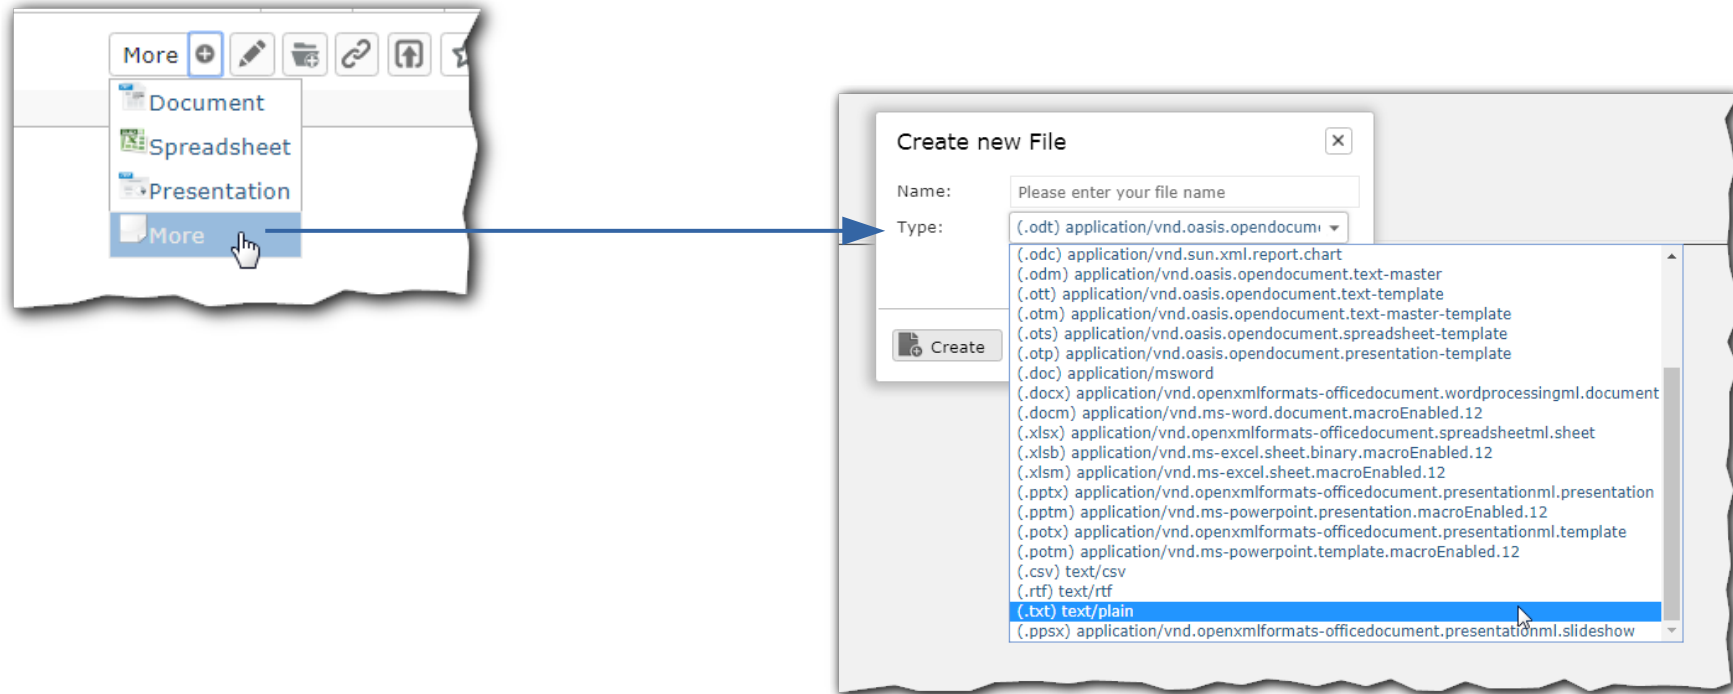 More
Document
Spreadsheet
Presentation
More
Create new File
Name:
Please enter your file name
Type:
(.odt) application/vnd.oasis.opendocum
(.odc) application/vnd.sun.xml.report.chart
(.odm) application/vnd.oasis.opendocument.text-master
(.ott) application/vnd.oasis.opendocument.text-template
(.otm) application/vnd.oasis.opendocument.text-master-template
(.ots) application/vnd.oasis.opendocument.spreadsheet-template
(.otp) application/vnd.oasis.opendocument.presentation-template
(.doc) application/msword
(.docx) application/vnd.openxmlformats-officedocument.wordprocessingml.document
(.docm) application/vnd.ms-word.document.macroEnabled.12
(.xlsx) application/vnd.openxmlformats-officedocument.spreadsheetml.sheet
(.xlsb) application/vnd.ms-excel.sheet.binary.macroEnabled.12
(.xlsm) application/vnd.ms-excel.sheet.macroEnabled.12
(.pptx) application/vnd.openxmlformats-officedocument.presentationml.presentation
(.pptm) application/vnd.ms-powerpoint.presentation.macroEnabled.12
(.potx) application/vnd.openxmlformats-officedocument.presentationml.template
(.potm) application/vnd.ms-powerpoint.template.macroEnabled.12
(.csv) text/csv
(.rtf) text/rtf
(.txt) text/plain
(.ppsx) application/vnd.openxmlformats-officedocument.presentationml.slideshow
Create